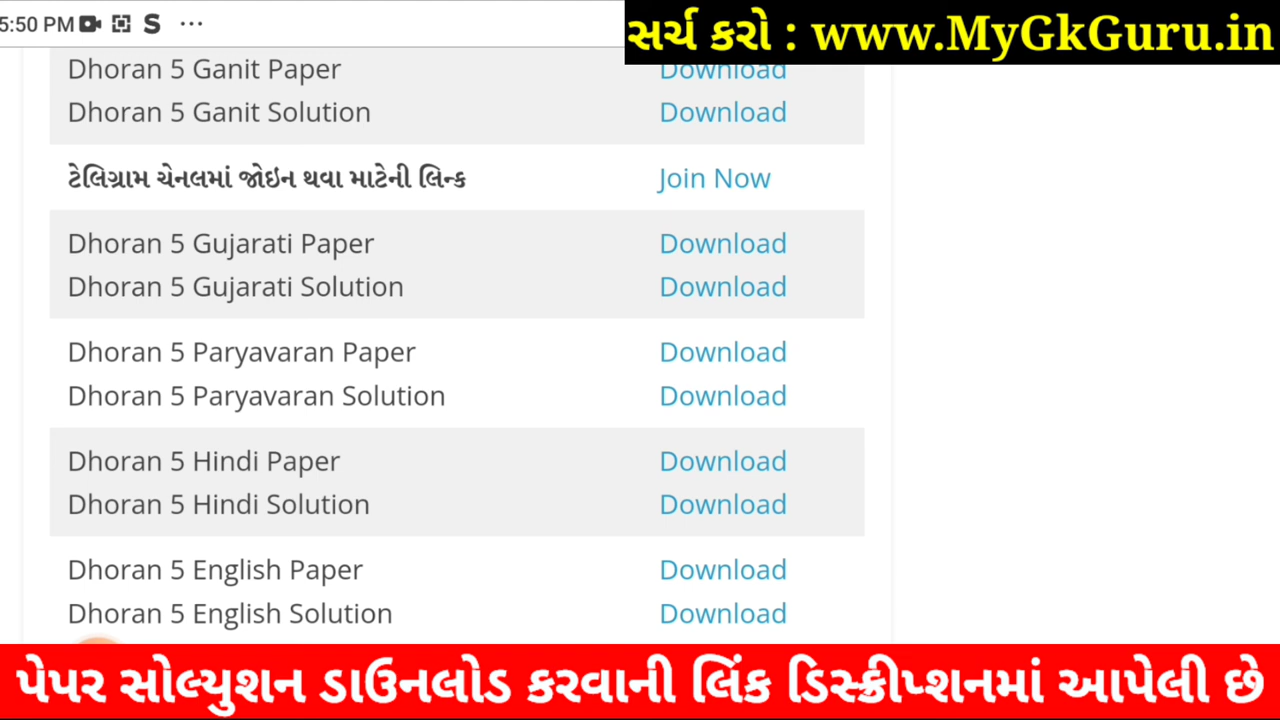 5:50 PM S ...
સર્ચ કરો : www.MyGkGuru.in
Dhoran 5 Ganit Paper Download
Dhoran 5 Ganit Solution Download
ટેલિગ્રામ ચેનલમાં જોઇન થવા માટેની લિન્ક Join Now
Dhoran 5 Gujarati Paper Download
Dhoran 5 Gujarati Solution Download
Dhoran 5 Paryavaran Paper Download
Dhoran 5 Paryavaran Solution Download
Dhoran 5 Hindi Paper Download
Dhoran 5 Hindi Solution Download
Dhoran 5 English Paper Download
Dhoran 5 English Solution Download
પેપર સોલ્યુશન ડાઉનલોડ કરવાની લિંક ડિસ્ક્રીપ્શનમાં આપેલી છે